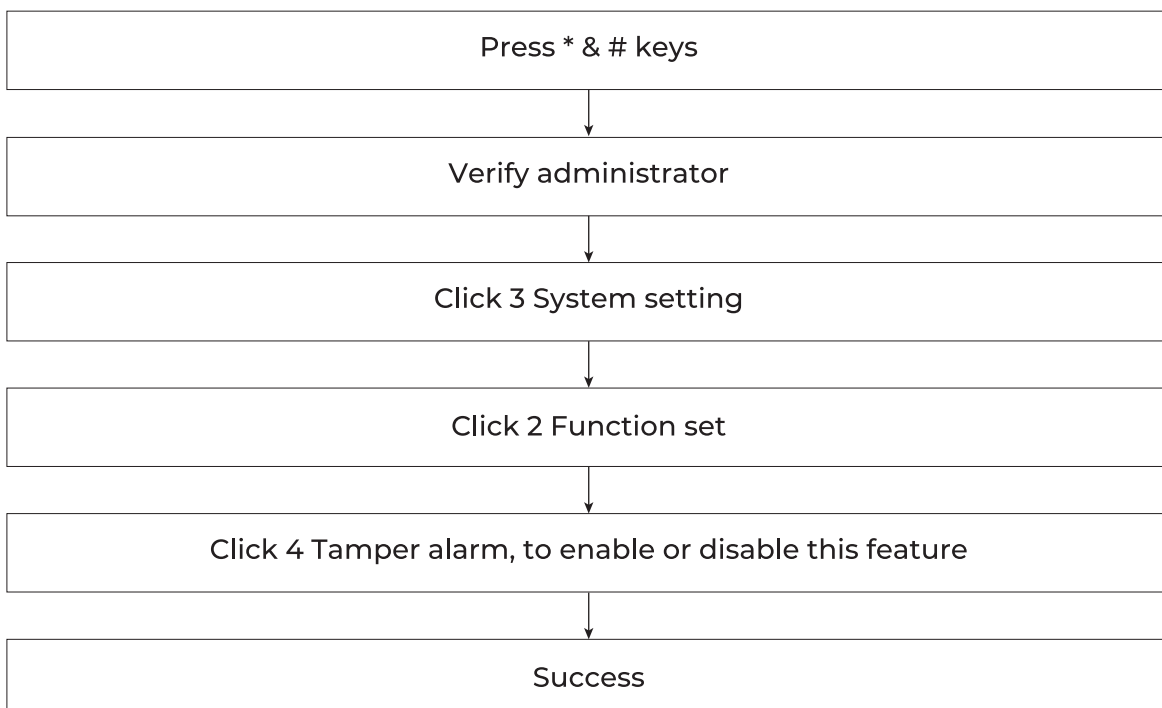 Press * & # keys
Verify administrator
Click 3 System setting
Click 2 Function set
Click 4 Tamper alarm, to enable or disable this feature
Success